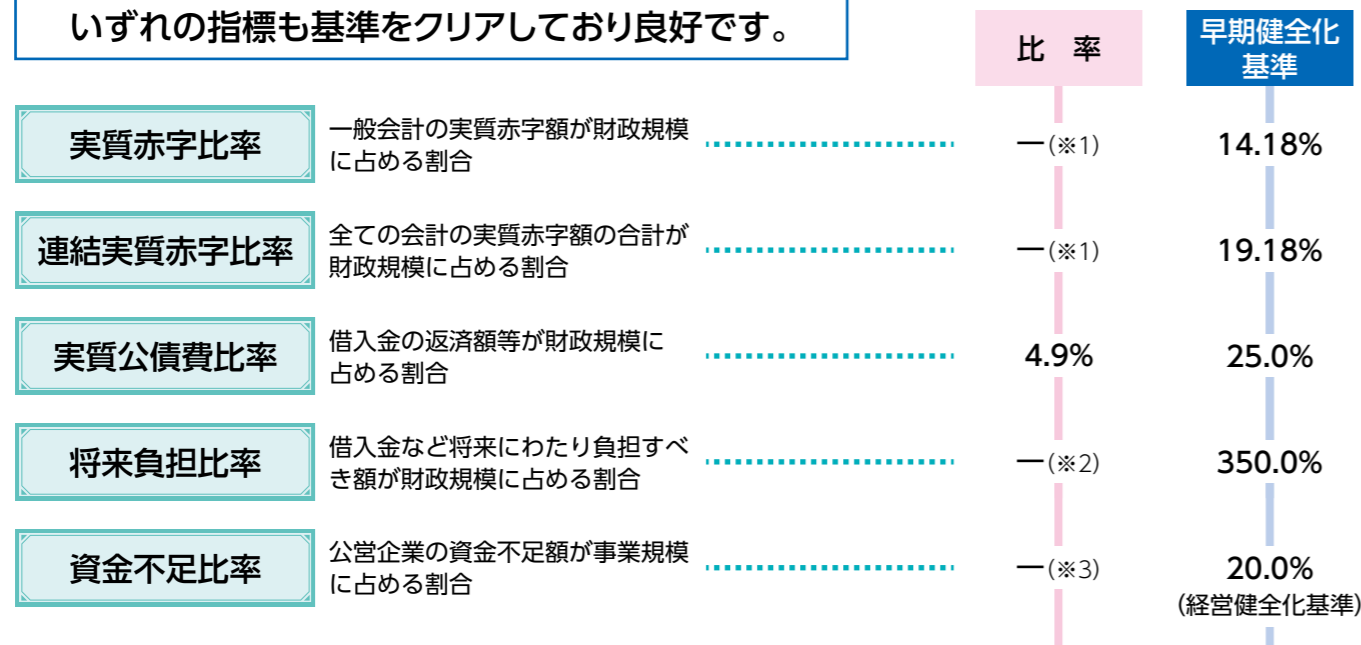 いずれの指標も基準をクリアしており良好です。
比　率
早期健全化
基準
実質赤字比率
一般会計の実質赤字額が財政規模
に占める割合
―(※1)
14.18%
連結実質赤字比率
全ての会計の実質赤字額の合計が
財政規模に占める割合
―(※1)
19.18%
実質公債費比率
借入金の返済額等が財政規模に
占める割合
4.9%
25.0%
将来負担比率
借入金など将来にわたり負担すべ
き額が財政規模に占める割合
―(※2)
350.0%
資金不足比率
公営企業の資金不足額が事業規模
に占める割合
―(※3)
20.0%
(経営健全化基準)